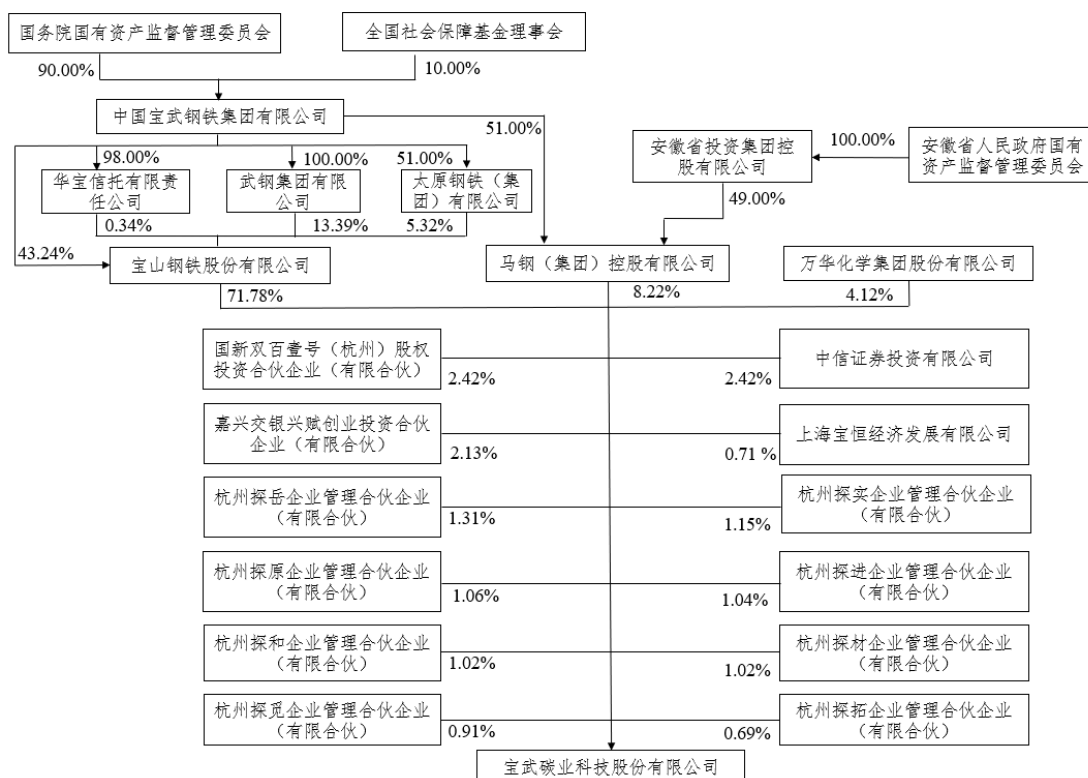 国务院国有资产监督管理委员会
全国社会保障基金理事会
90.00%
10.00%
中国宝武钢铁集团有限公司
51.00%
安徽省投资集团控
股有限公司
100.00%
安徽省人民政府国有
资产监督管理委员会
98.00%
100.00%
51.00%
华宝信托有限责
任公司
武钢集团有限
公司
太原钢铁（集
团）有限公司
0.34%
13.39%
5.32%
49.00%
43.24%
宝山钢铁股份有限公司
马钢（集团）控股有限公司
万华化学集团股份有限公司
71.78%
8.22%
4.12%
国新双百壹号（杭州）股权
投资合伙企业（有限合伙）
2.42%
2.42%
中信证券投资有限公司
嘉兴交银兴赋创业投资合伙
企业（有限合伙）
2.13%
0.71 %
上海宝恒经济发展有限公司
杭州探岳企业管理合伙企业
（有限合伙）
1.31%
1.15%
杭州探实企业管理合伙企业
（有限合伙）
杭州探原企业管理合伙企业
（有限合伙）
1.06%
1.04%
杭州探进企业管理合伙企业
（有限合伙）
杭州探和企业管理合伙企业
（有限合伙）
1.02%
1.02%
杭州探材企业管理合伙企业
（有限合伙）
杭州探觅企业管理合伙企业
（有限合伙）
0.91%
0.69%
杭州探拓企业管理合伙企业
（有限合伙）
宝武碳业科技股份有限公司